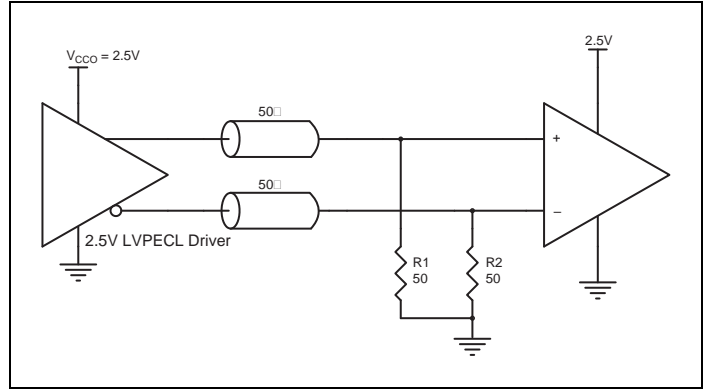 V_CCO = 2.5V
2.5V
50□
50□
+
−
2.5V LVPECL Driver
R1
50
R2
50